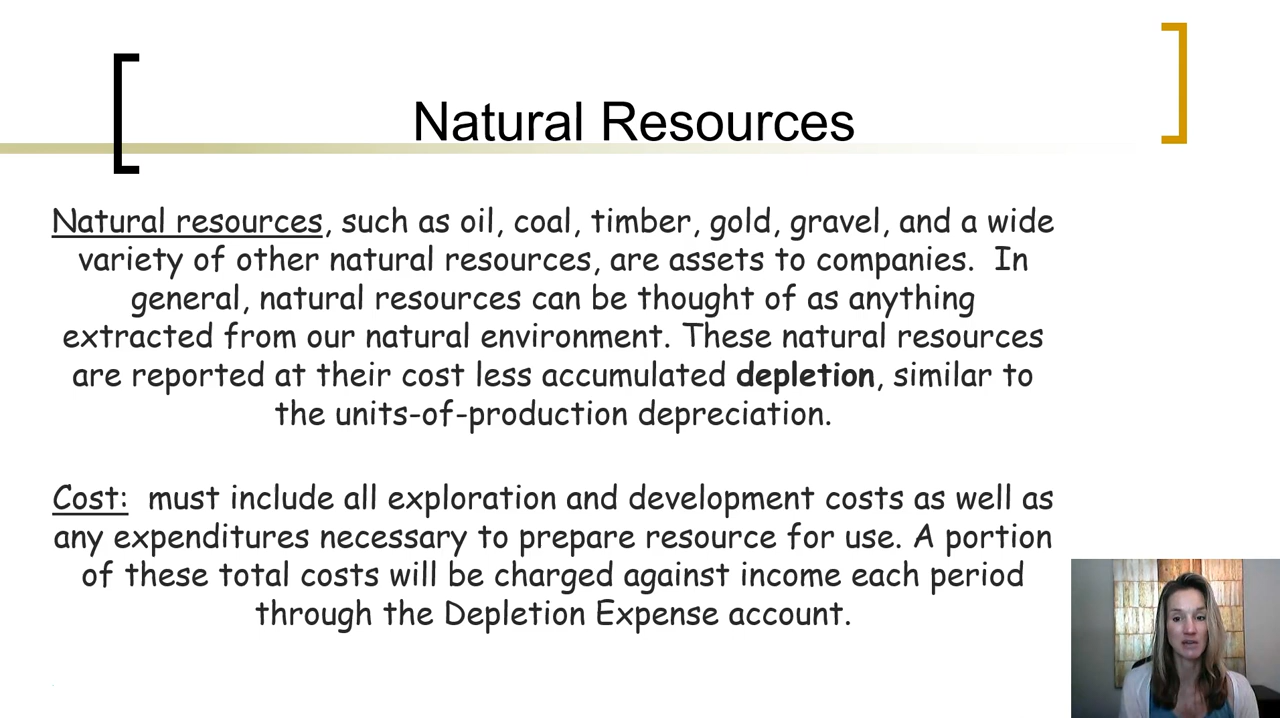 Natural Resources
Natural resources, such as oil, coal, timber, gold, gravel, and a wide
variety of other natural resources, are assets to companies.  In
general, natural resources can be thought of as anything
extracted from our natural environment. These natural resources
are reported at their cost less accumulated depletion, similar to
the units-of-production depreciation.
Cost:  must include all exploration and development costs as well as
any expenditures necessary to prepare resource for use. A portion
of these total costs will be charged against income each period
through the Depletion Expense account.